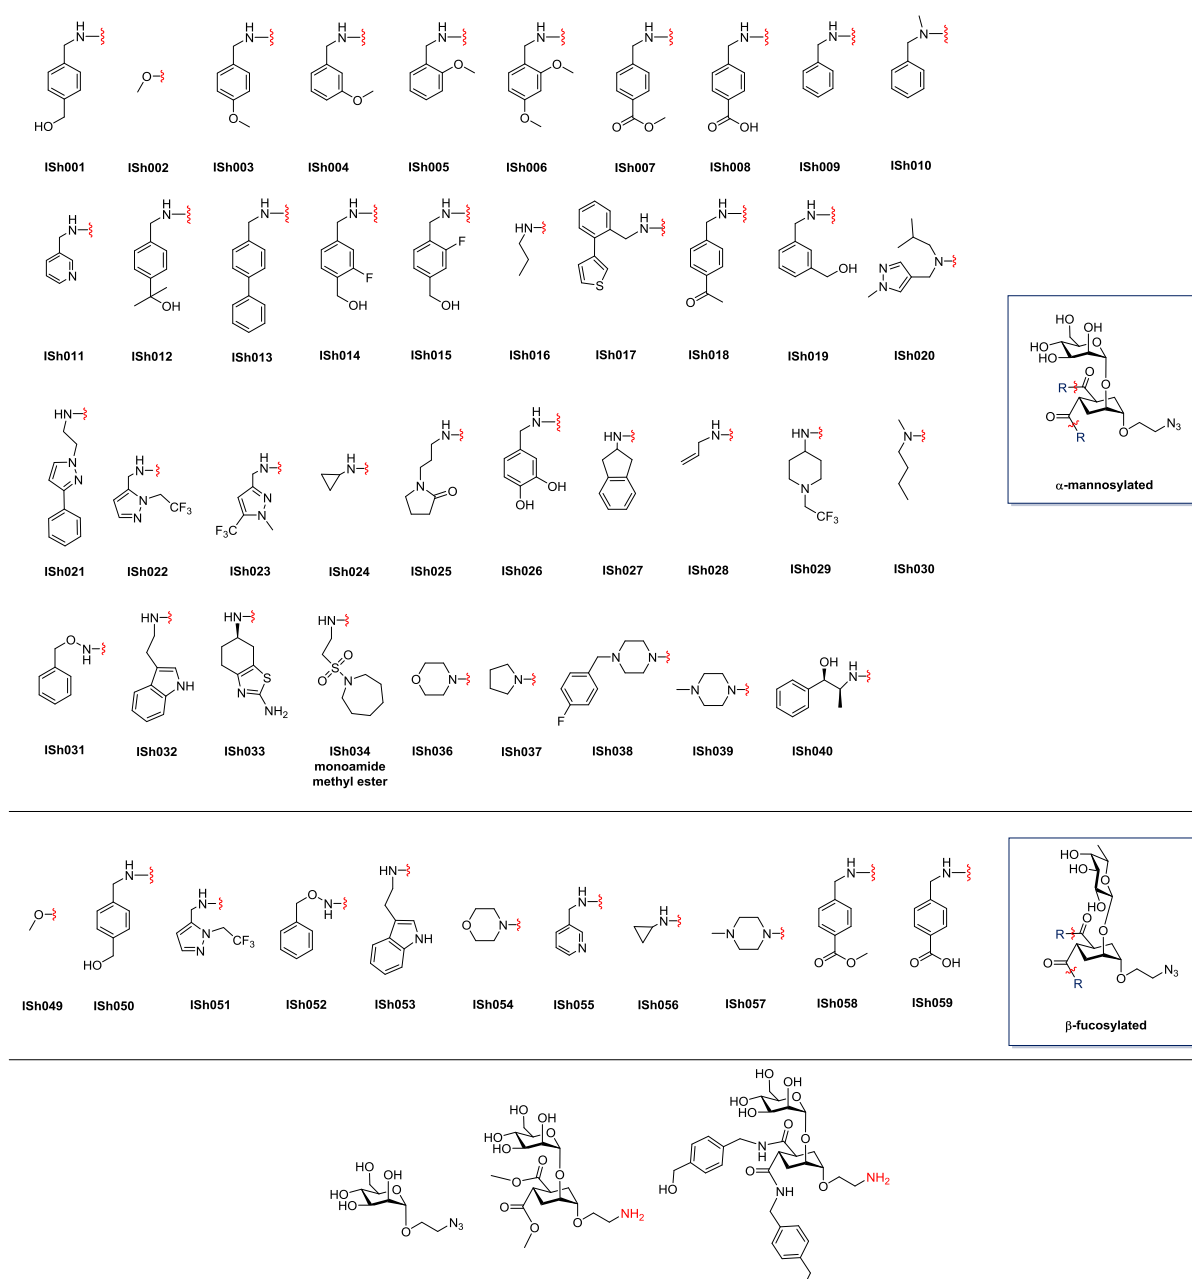 ISh001 ISh002 ISh003 ISh004 ISh005 ISh006 ISh007 ISh008 ISh009 ISh010
ISh011 ISh012 ISh013 ISh014 ISh015 ISh016 ISh017 ISh018 ISh019 ISh020
α-mannosylated
ISh021 ISh022 ISh023 ISh024 ISh025 ISh026 ISh027 ISh028 ISh029 ISh030
ISh031 ISh032 ISh033 ISh034 ISh036 ISh037 ISh038 ISh039 ISh040
monoamide
methyl ester
ISh049 ISh050 ISh051 ISh052 ISh053 ISh054 ISh055 ISh056 ISh057 ISh058 ISh059
β-fucosylated